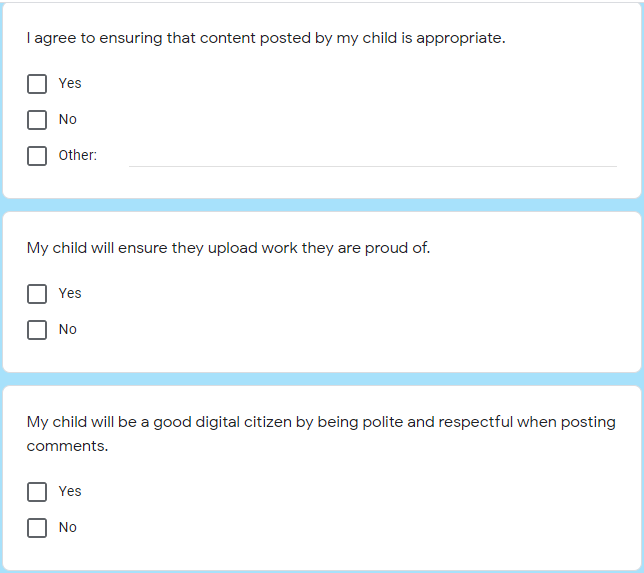 I agree to ensuring that content posted by my child is appropriate.
Yes
No
Other:
My child will ensure they upload work they are proud of.
Yes
No
My child will be a good digital citizen by being polite and respectful when posting
comments.
Yes
No